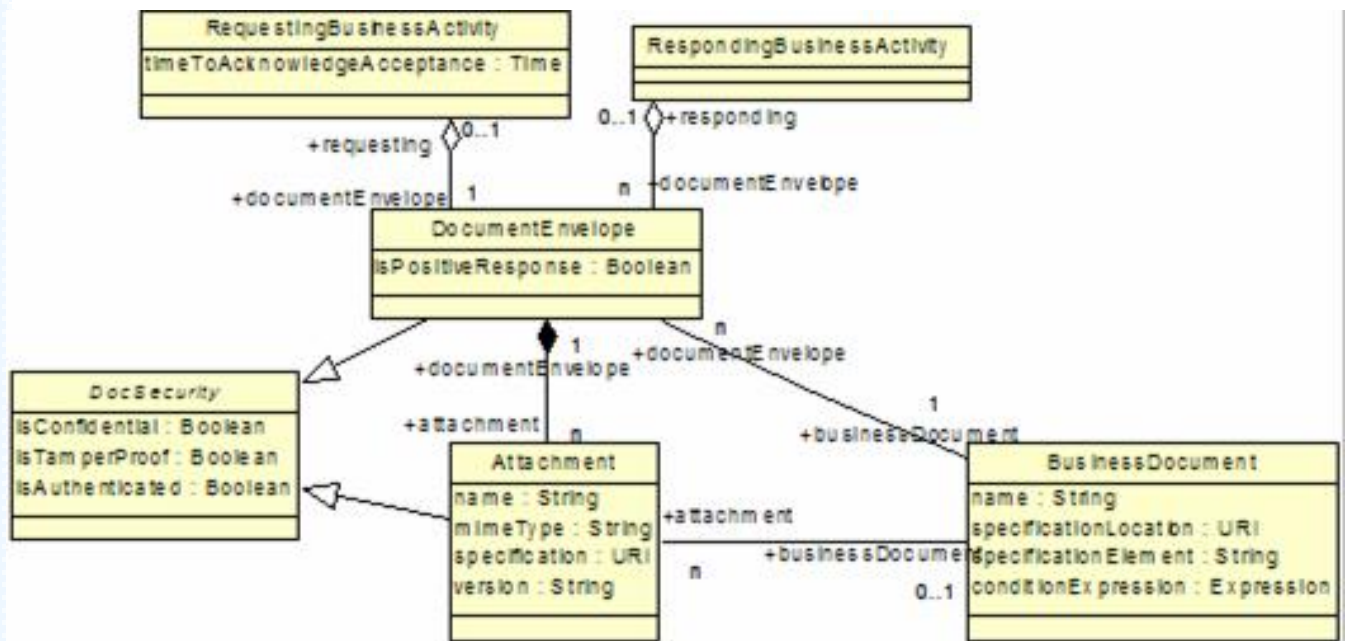 RequestingBusinessActivity
timeToAcknowledgeAcceptance : Time
RespondingBusinessActivity
+requesting
0..1
0..1
+responding
+documentEnvelope
1
n
+documentEnvelope
DocumentEnvelope
isPositiveResponse : Boolean
1
+documentEnvelope
n
+documentEnvelope
DocSecurity
isConfidential : Boolean
isTamperProof : Boolean
isAuthenticated : Boolean
+attachment
n
1
+businessDocument
Attachment
name : String
mimeType : String
specification : URI
version : String
+attachment
n
+businessDocument
0..1
BusinessDocument
name : String
specificationLocation : URI
specificationElement : String
conditionExpression : Expression